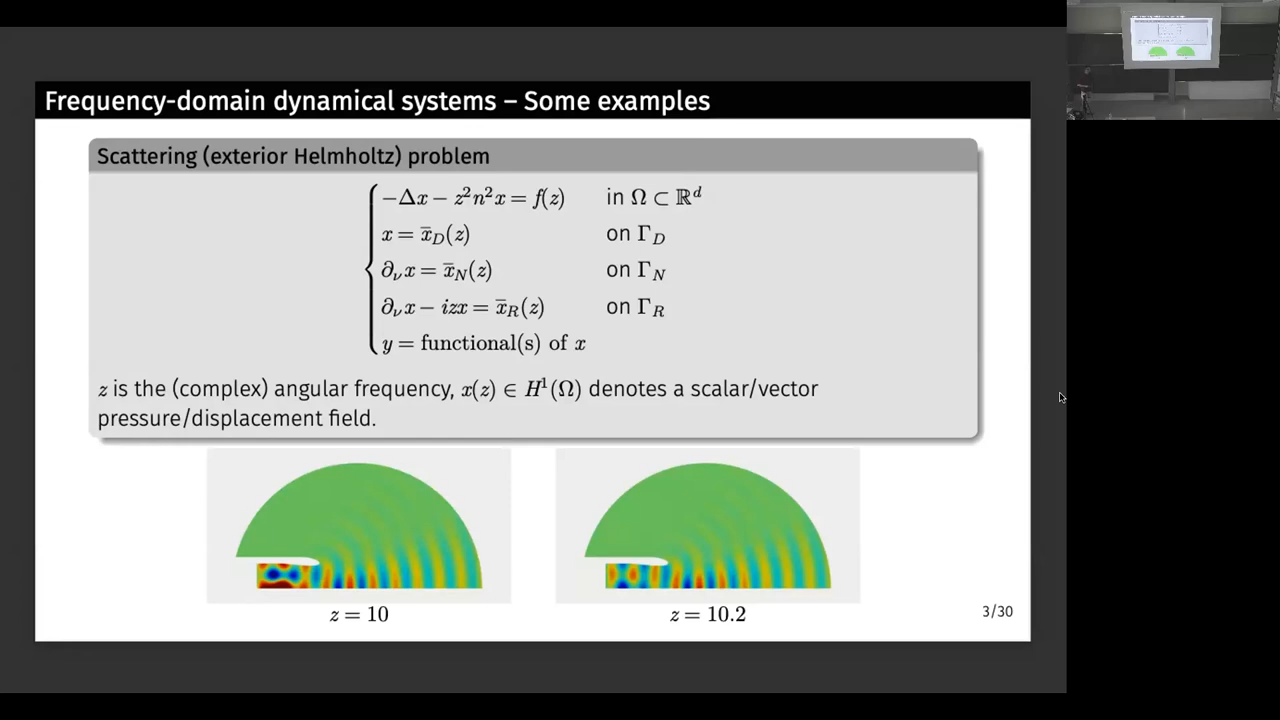 Frequency-domain dynamical systems – Some examples
Scattering (exterior Helmholtz) problem
−Δx − z²n²x = f(z) in Ω ⊂ ℝᵈ
x = x̄_D(z) on Γ_D
∂_νx = x̄_N(z) on Γ_N
∂_νx − izx = x̄_R(z) on Γ_R
y = functional(s) of x
z is the (complex) angular frequency, x(z) ∈ H¹(Ω) denotes a scalar/vector
pressure/displacement field.
z = 10 z = 10.2
3/30